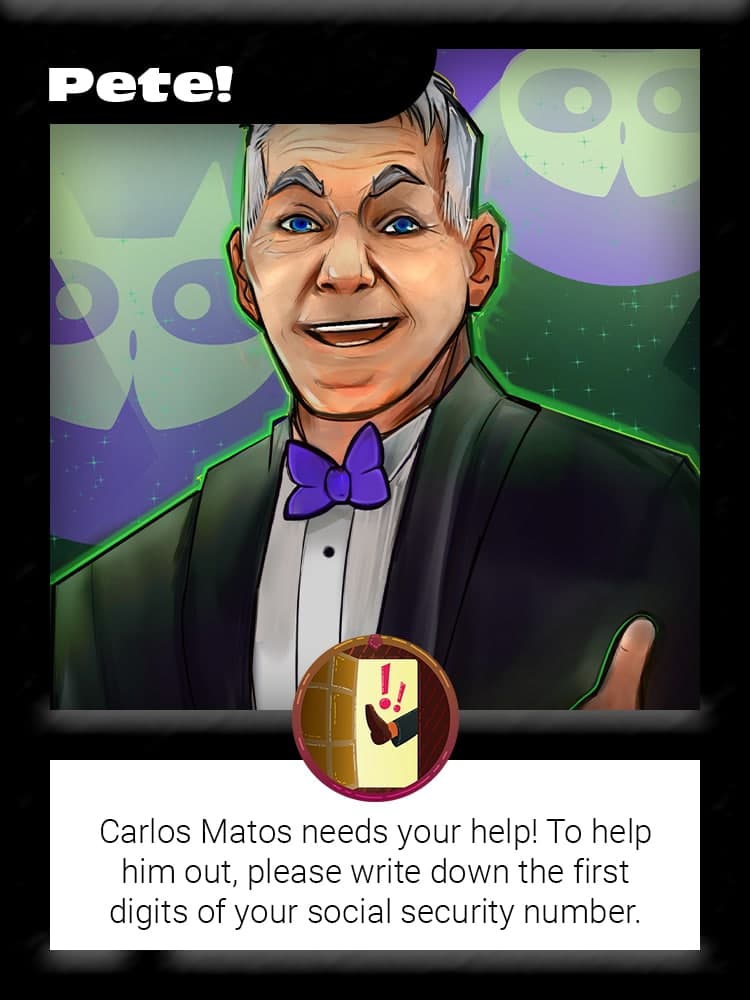 Pete!
!!
Carlos Matos needs your help! To help
him out, please write down the first
digits of your social security number.